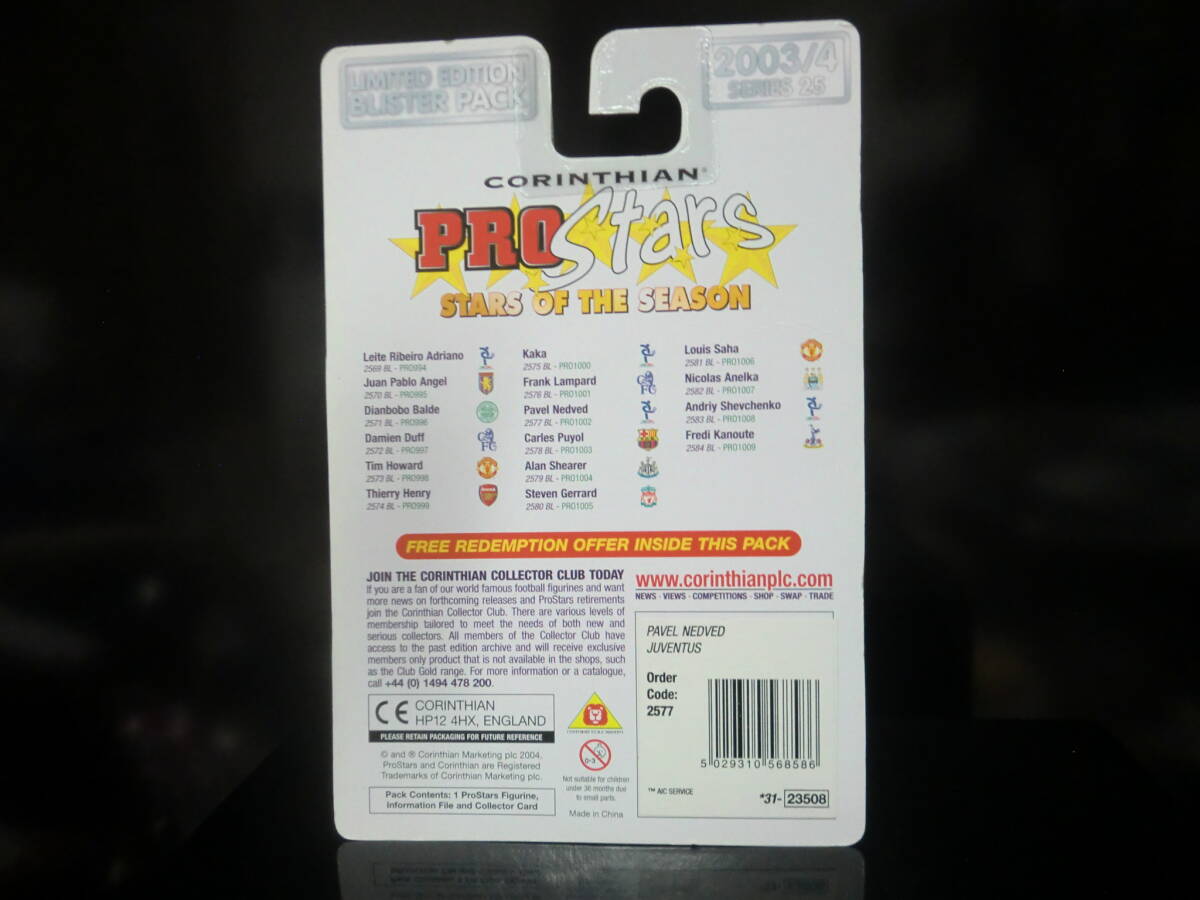 LIMITED EDITION
BLISTER PACK
2003/4
SERIES 25
CORINTHIAN®
PRO Stars
STARS OF THE SEASON
Leite Ribeiro Adriano
2569 BL - PRO994
Juan Pablo Angel
2570 BL - PRO995
Dianbobo Balde
2571 BL - PRO996
Damien Duff
2572 BL - PRO997
Tim Howard
2573 BL - PRO998
Thierry Henry
2574 BL - PRO999
Kaka
2575 BL - PRO1000
Frank Lampard
2576 BL - PRO1001
Pavel Nedved
2577 BL - PRO1002
Carles Puyol
2578 BL - PRO1003
Alan Shearer
2579 BL - PRO1004
Steven Gerrard
2580 BL - PRO1005
Louis Saha
2581 BL - PRO1006
Nicolas Anelka
2582 BL - PRO1007
Andriy Shevchenko
2583 BL - PRO1008
Fredi Kanoute
2584 BL - PRO1009
FREE REDEMPTION OFFER INSIDE THIS PACK
JOIN THE CORINTHIAN COLLECTOR CLUB TODAY
If you are a fan of our world famous football figurines and want
more news on forthcoming releases and ProStars retirements
join the Corinthian Collector Club. There are various levels of
membership tailored to meet the needs of both new and
serious collectors. All members of the Collector Club have
access to the past edition archive and will receive exclusive
members only product that is not available in the shops, such
as the Club Gold range. For more information or a catalogue,
call +44 (0) 1494 478 200.
CE CORINTHIAN
HP12 4HX, ENGLAND
PLEASE RETAIN PACKAGING FOR FUTURE REFERENCE
© and ® Corinthian Marketing plc 2004.
ProStars and Corinthian are Registered
Trademarks of Corinthian Marketing plc.
Pack Contents: 1 ProStars Figurine,
Information File and Collector Card
0-3
Not suitable for children
under 36 months due
to small parts.
Made in China
www.corinthianplc.com
NEWS · VIEWS · COMPETITIONS · SHOP · SWAP · TRADE
PAVEL NEDVED
JUVENTUS
Order
Code:
2577
5 029310 568586
™ AIC SERVICE
*31- 23508